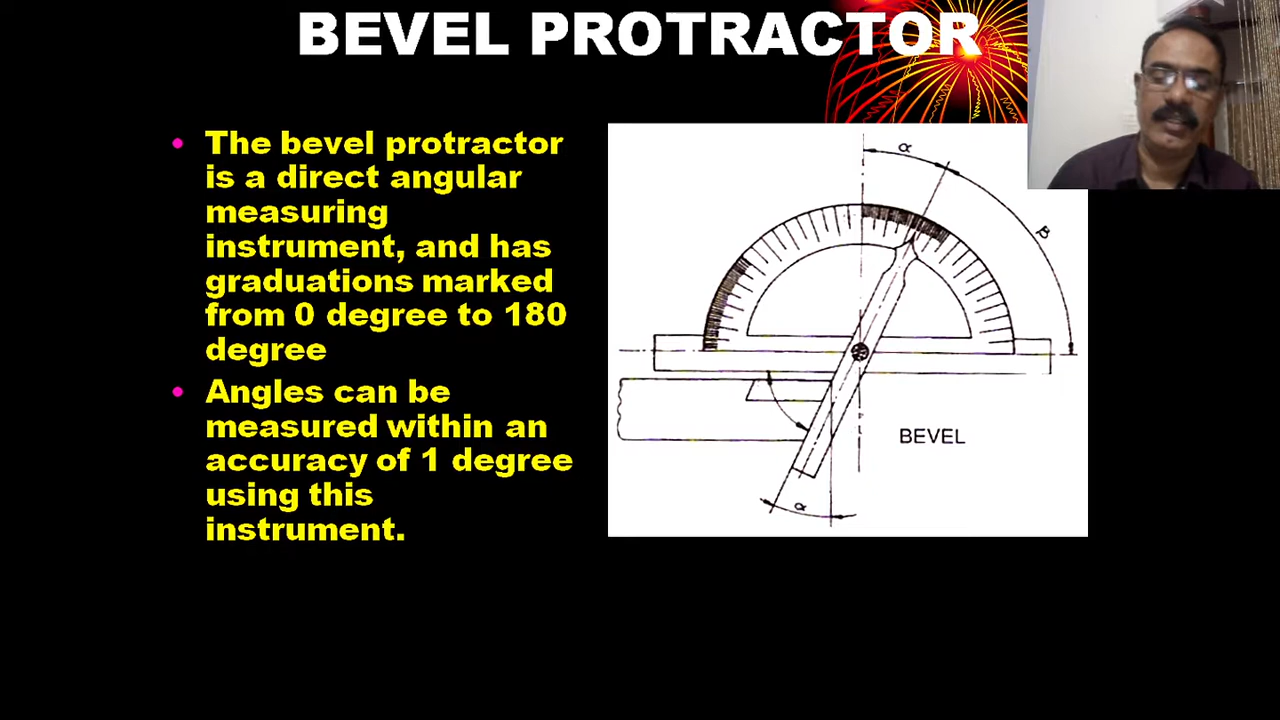 BEVEL PROTRACTOR
• The bevel protractor
is a direct angular
measuring
instrument, and has
graduations marked
from 0 degree to 180
degree
• Angles can be
measured within an
accuracy of 1 degree
using this
instrument.
α
β
BEVEL
α